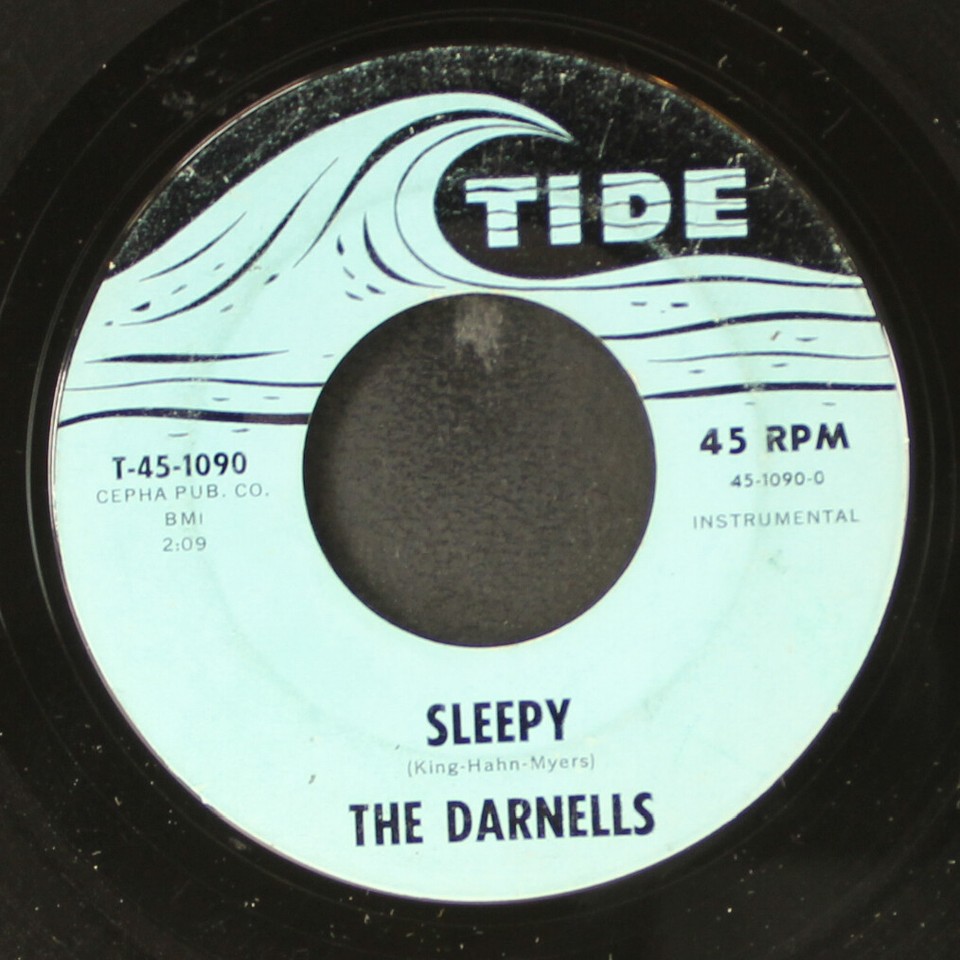 TIDE
T-45-1090
CEPHA PUB. CO.
BMI
2:09
45 RPM
45-1090-0
INSTRUMENTAL
SLEEPY
(King-Hahn-Myers)
THE DARNELLS